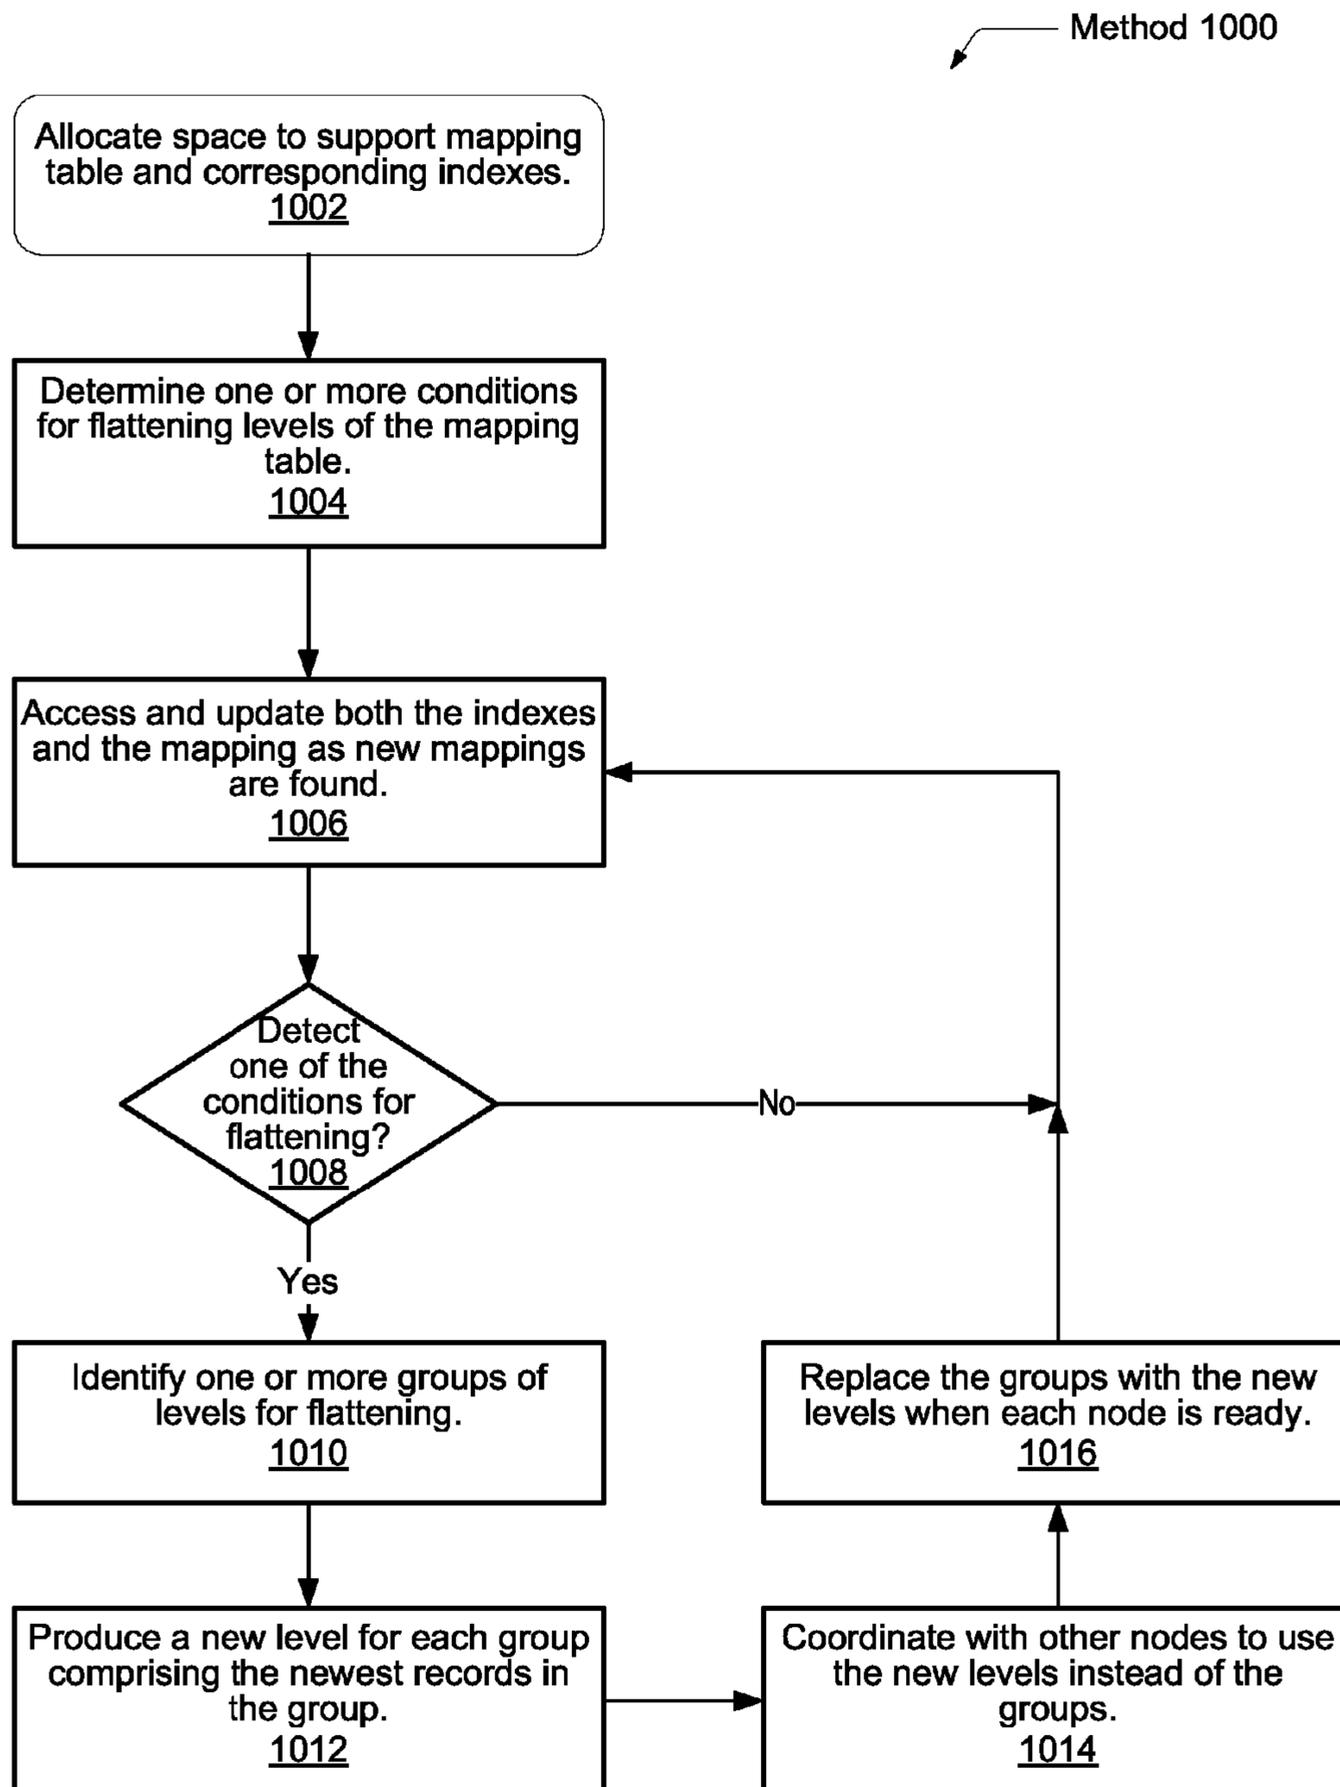 Method 1000
Allocate space to support mapping
table and corresponding indexes.
1002
Determine one or more conditions
for flattening levels of the mapping
table.
1004
Access and update both the indexes
and the mapping as new mappings
are found.
1006
Detect
one of the
conditions for
flattening?
1008
No
Yes
Identify one or more groups of
levels for flattening.
1010
Replace the groups with the new
levels when each node is ready.
1016
Produce a new level for each group
comprising the newest records in
the group.
1012
Coordinate with other nodes to use
the new levels instead of the
groups.
1014